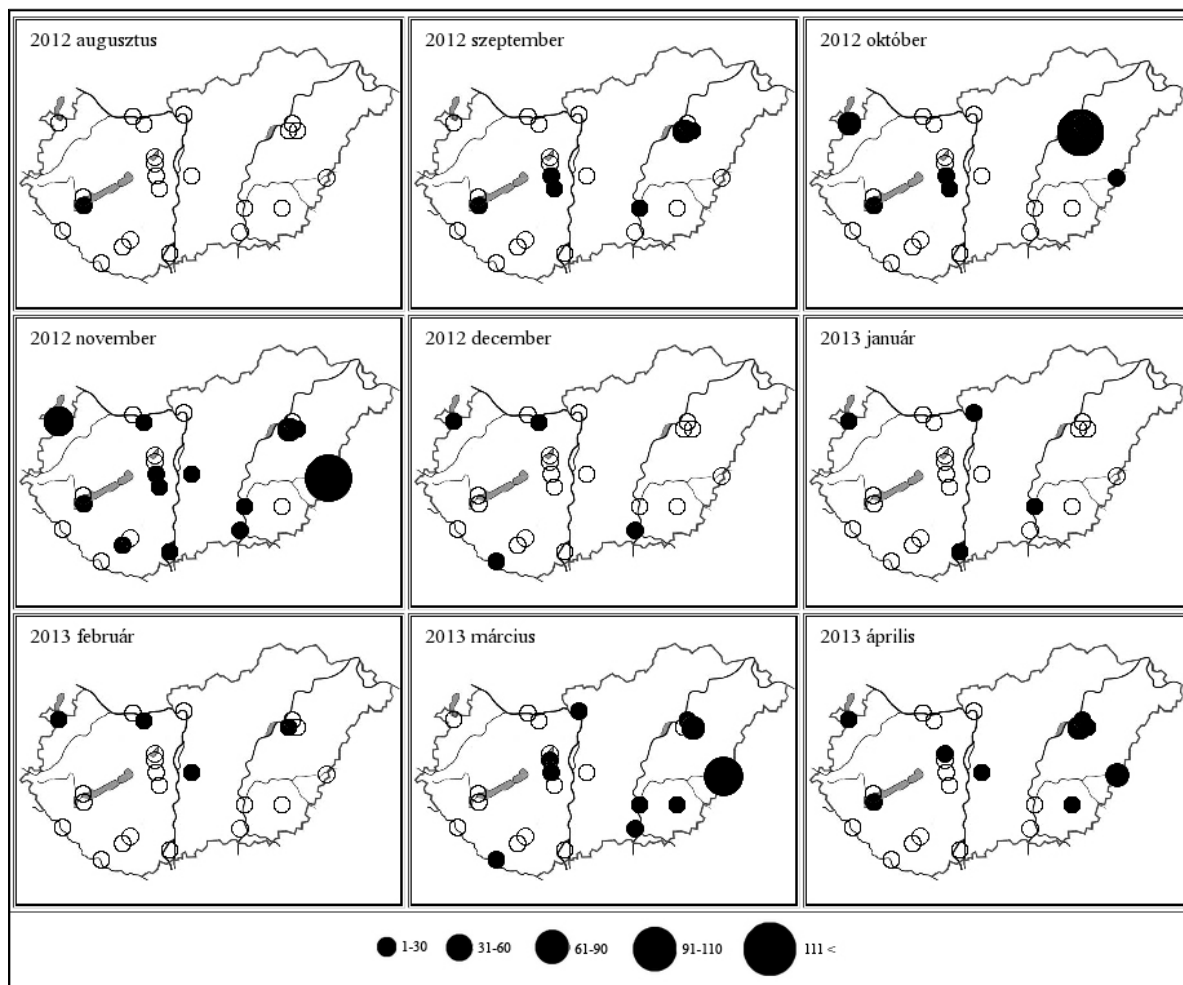 2012 augusztus
2012 szeptember
2012 október
2012 november
2012 december
2013 január
2013 február
2013 március
2013 április
1-30
31-60
61-90
91-110
111 <